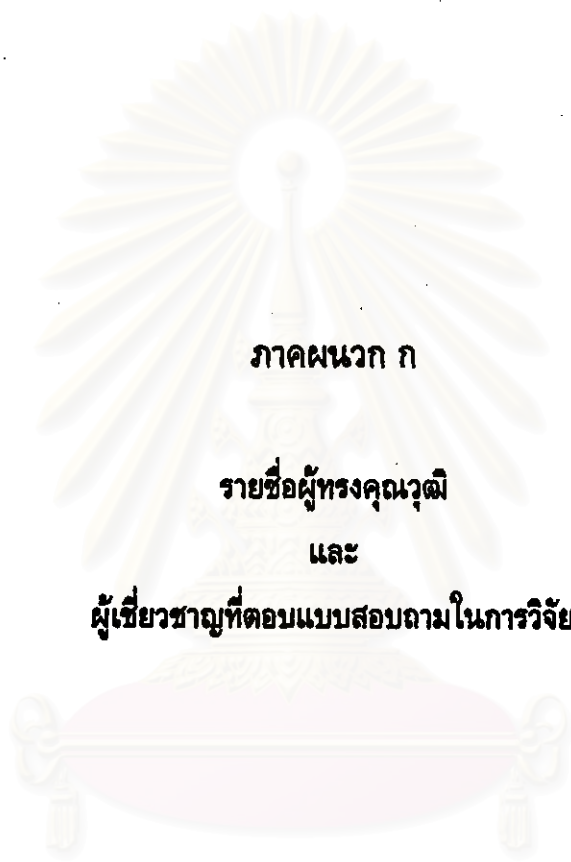 ภาคผนวก ก
รายชื่อผู้ทรงคุณวุฒิ
และ
ผู้เชี่ยวชาญที่ตอบแบบสอบถามในการวิจัย